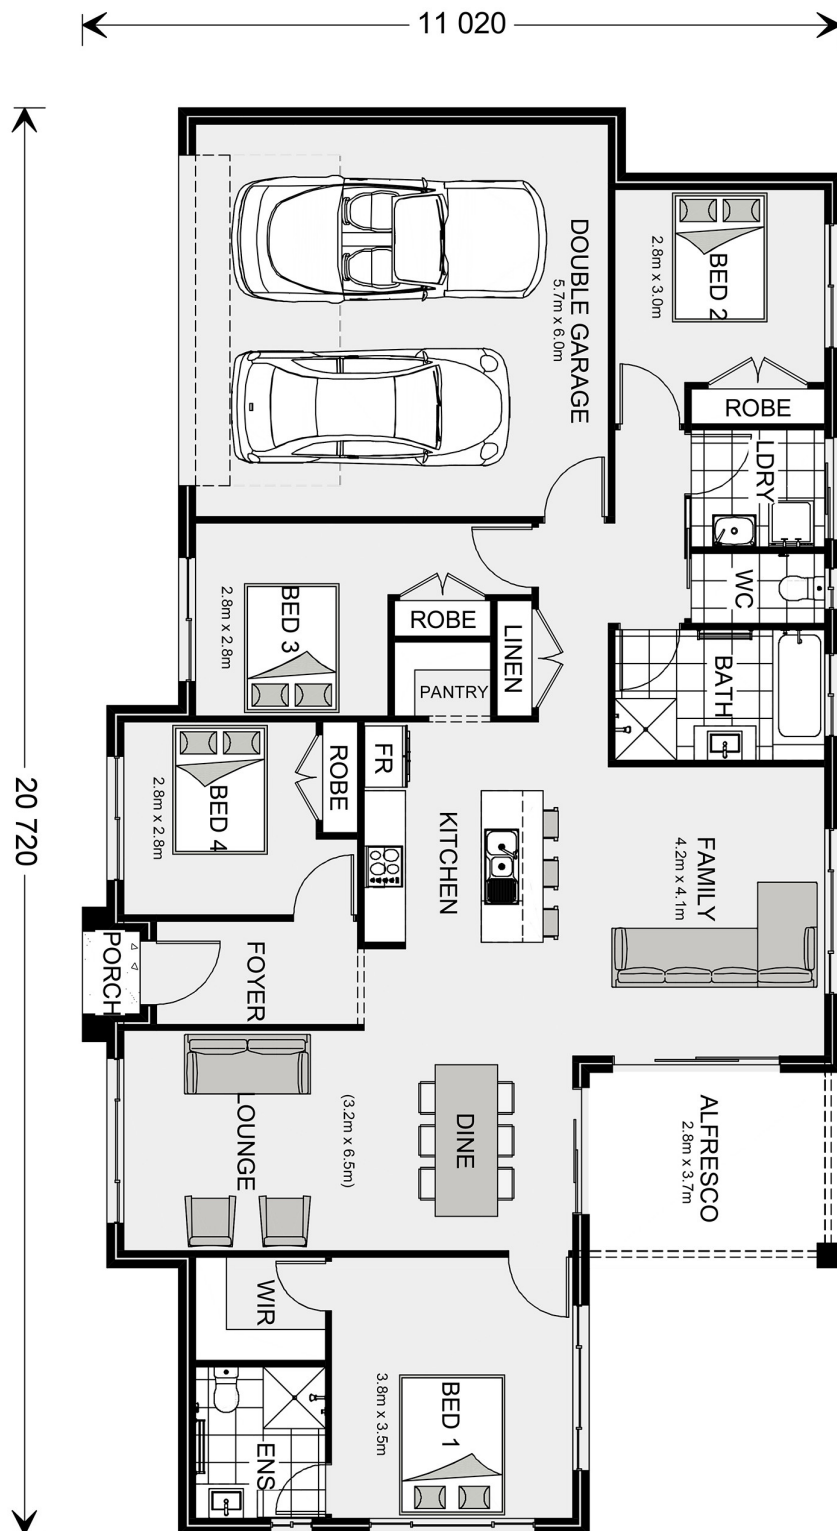 11 020
20 720
DOUBLE GARAGE
5.7m x 6.0m
BED 2
2.8m x 3.0m
ROBE
LDRY
WC
BATH
BED 3
2.8m x 2.8m
ROBE
LINEN
PANTRY
BED 4
2.8m x 2.8m
ROBE
FR
KITCHEN
FAMILY
4.2m x 4.1m
PORCH
FOYER
LOUNGE
(3.2m x 6.5m)
DINE
ALFRESCO
2.8m x 3.7m
WIR
BED 1
3.8m x 3.5m
ENS